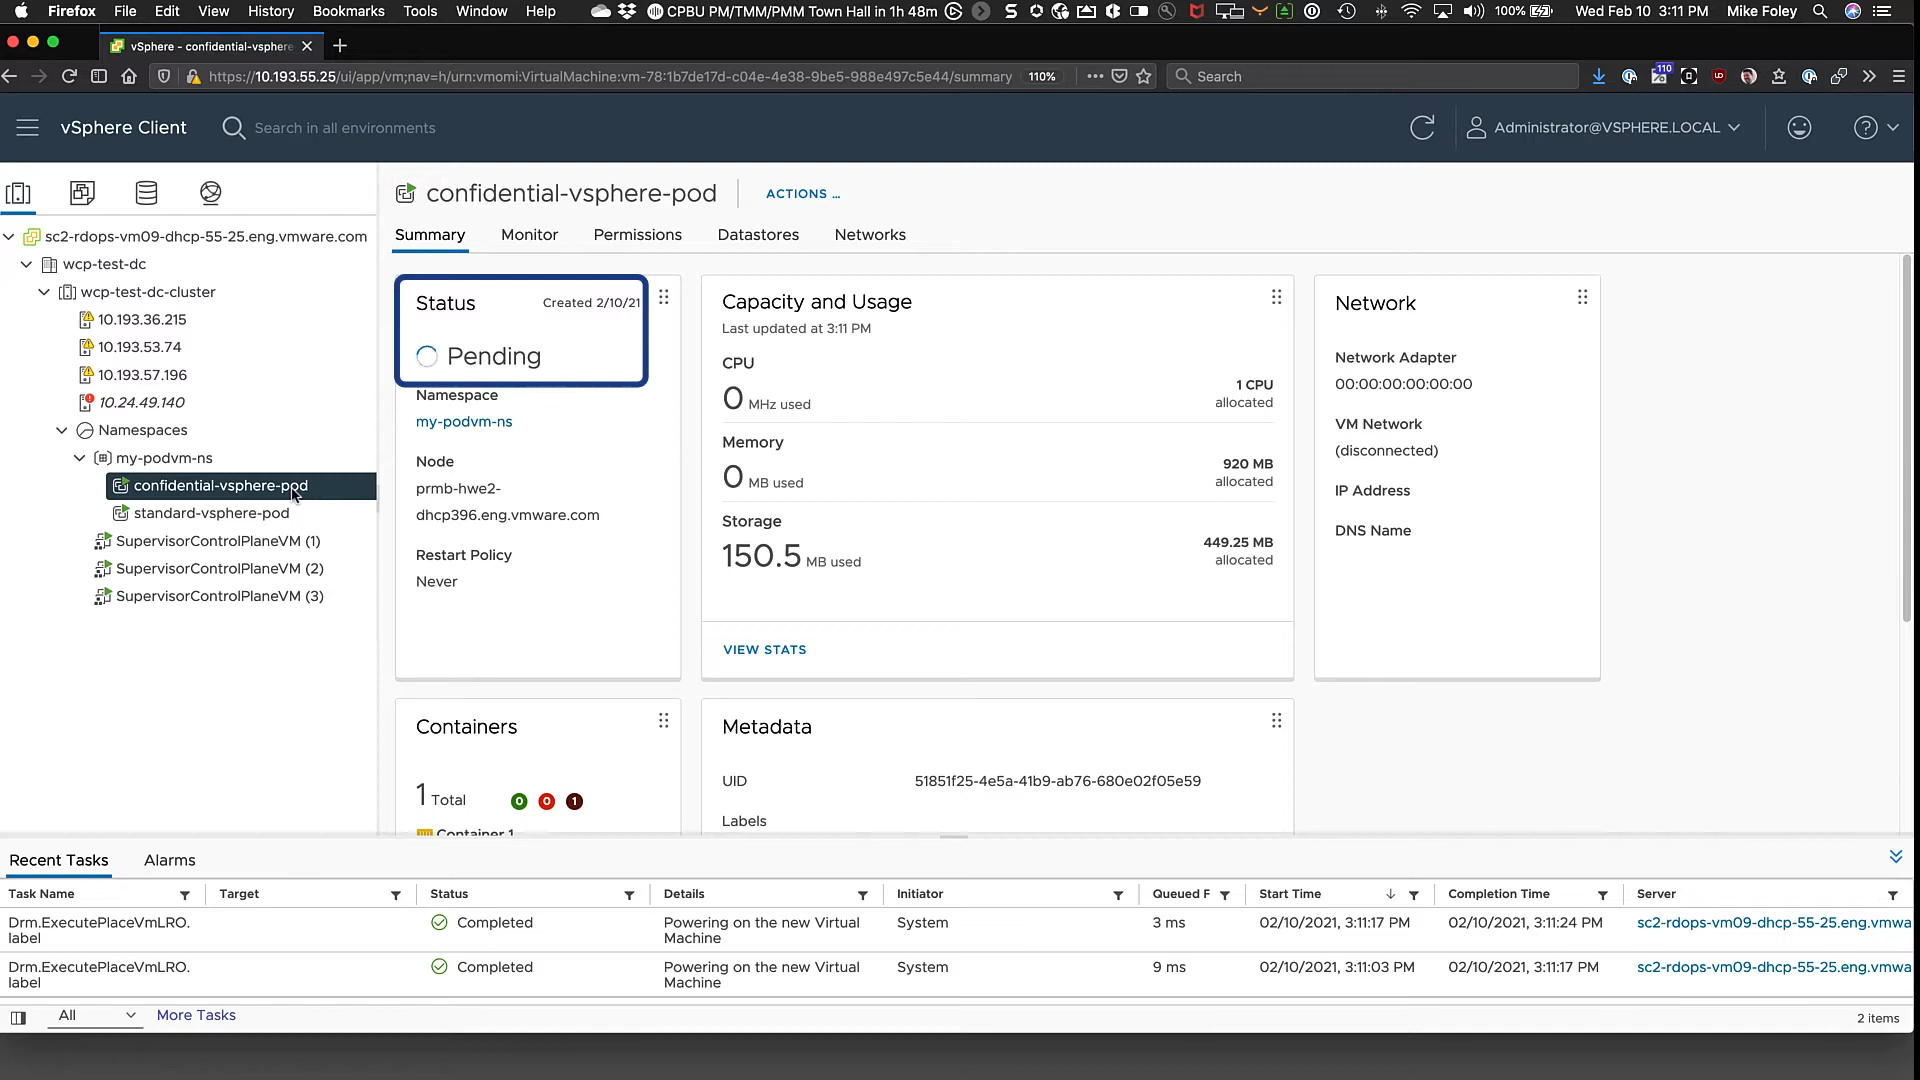 Firefox File Edit View History Bookmarks Tools Window Help
CPBU PM/TMM/PMM Town Hall in 1h 48m
100%
Wed Feb 10 3:11 PM Mike Foley
vSphere - confidential-vsphere
https://10.193.55.25/ui/app/vm;nav=h/urn:vmomi:VirtualMachine:vm-78:1b7de17d-c04e-4e38-9be5-988e497c5e44/summary
110%
Search
110
vSphere Client
Search in all environments
Administrator@VSPHERE.LOCAL
sc2-rdops-vm09-dhcp-55-25.eng.vmware.com
wcp-test-dc
wcp-test-dc-cluster
10.193.36.215
10.193.53.74
10.193.57.196
10.24.49.140
Namespaces
my-podvm-ns
confidential-vsphere-pod
standard-vsphere-pod
SupervisorControlPlaneVM (1)
SupervisorControlPlaneVM (2)
SupervisorControlPlaneVM (3)
confidential-vsphere-pod
ACTIONS ...
Summary Monitor Permissions Datastores Networks
Status
Created 2/10/21
Pending
Namespace
my-podvm-ns
Node
prmb-hwe2-
dhcp396.eng.vmware.com
Restart Policy
Never
Capacity and Usage
Last updated at 3:11 PM
CPU
0 MHz used
1 CPU
allocated
Memory
0 MB used
920 MB
allocated
Storage
150.5 MB used
449.25 MB
allocated
VIEW STATS
Network
Network Adapter
00:00:00:00:00:00
VM Network
(disconnected)
IP Address
DNS Name
Containers
1 Total
0 0 1
Container 1
Metadata
UID 51851f25-4e5a-41b9-ab76-680e02f05e59
Labels
Recent Tasks Alarms
Task Name Target Status Details Initiator Queued F Start Time Completion Time Server
Drm.ExecutePlaceVmLRO. Completed Powering on the new Virtual System 3 ms 02/10/2021, 3:11:17 PM 02/10/2021, 3:11:24 PM sc2-rdops-vm09-dhcp-55-25.eng.vmwa
label Machine
Drm.ExecutePlaceVmLRO. Completed Powering on the new Virtual System 9 ms 02/10/2021, 3:11:03 PM 02/10/2021, 3:11:17 PM sc2-rdops-vm09-dhcp-55-25.eng.vmwa
label Machine
All More Tasks
2 items